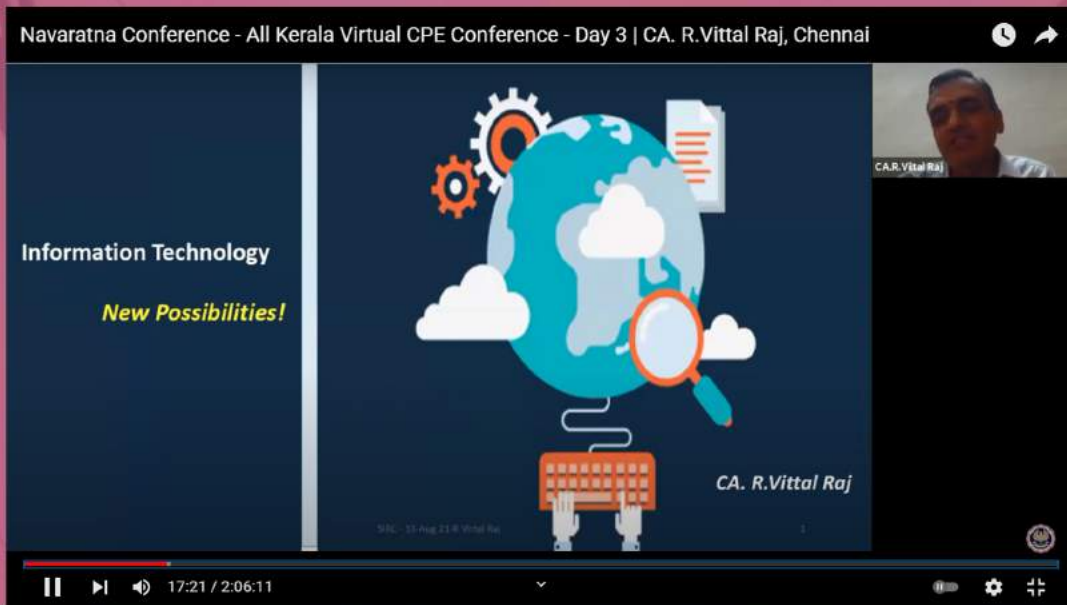 Navaratna Conference - All Kerala Virtual CPE Conference - Day 3 | CA. R.Vittal Raj, Chennai
CA.R.Vittal Raj
Information Technology
New Possibilities!
CA. R.Vittal Raj
1
17:21 / 2:06:11